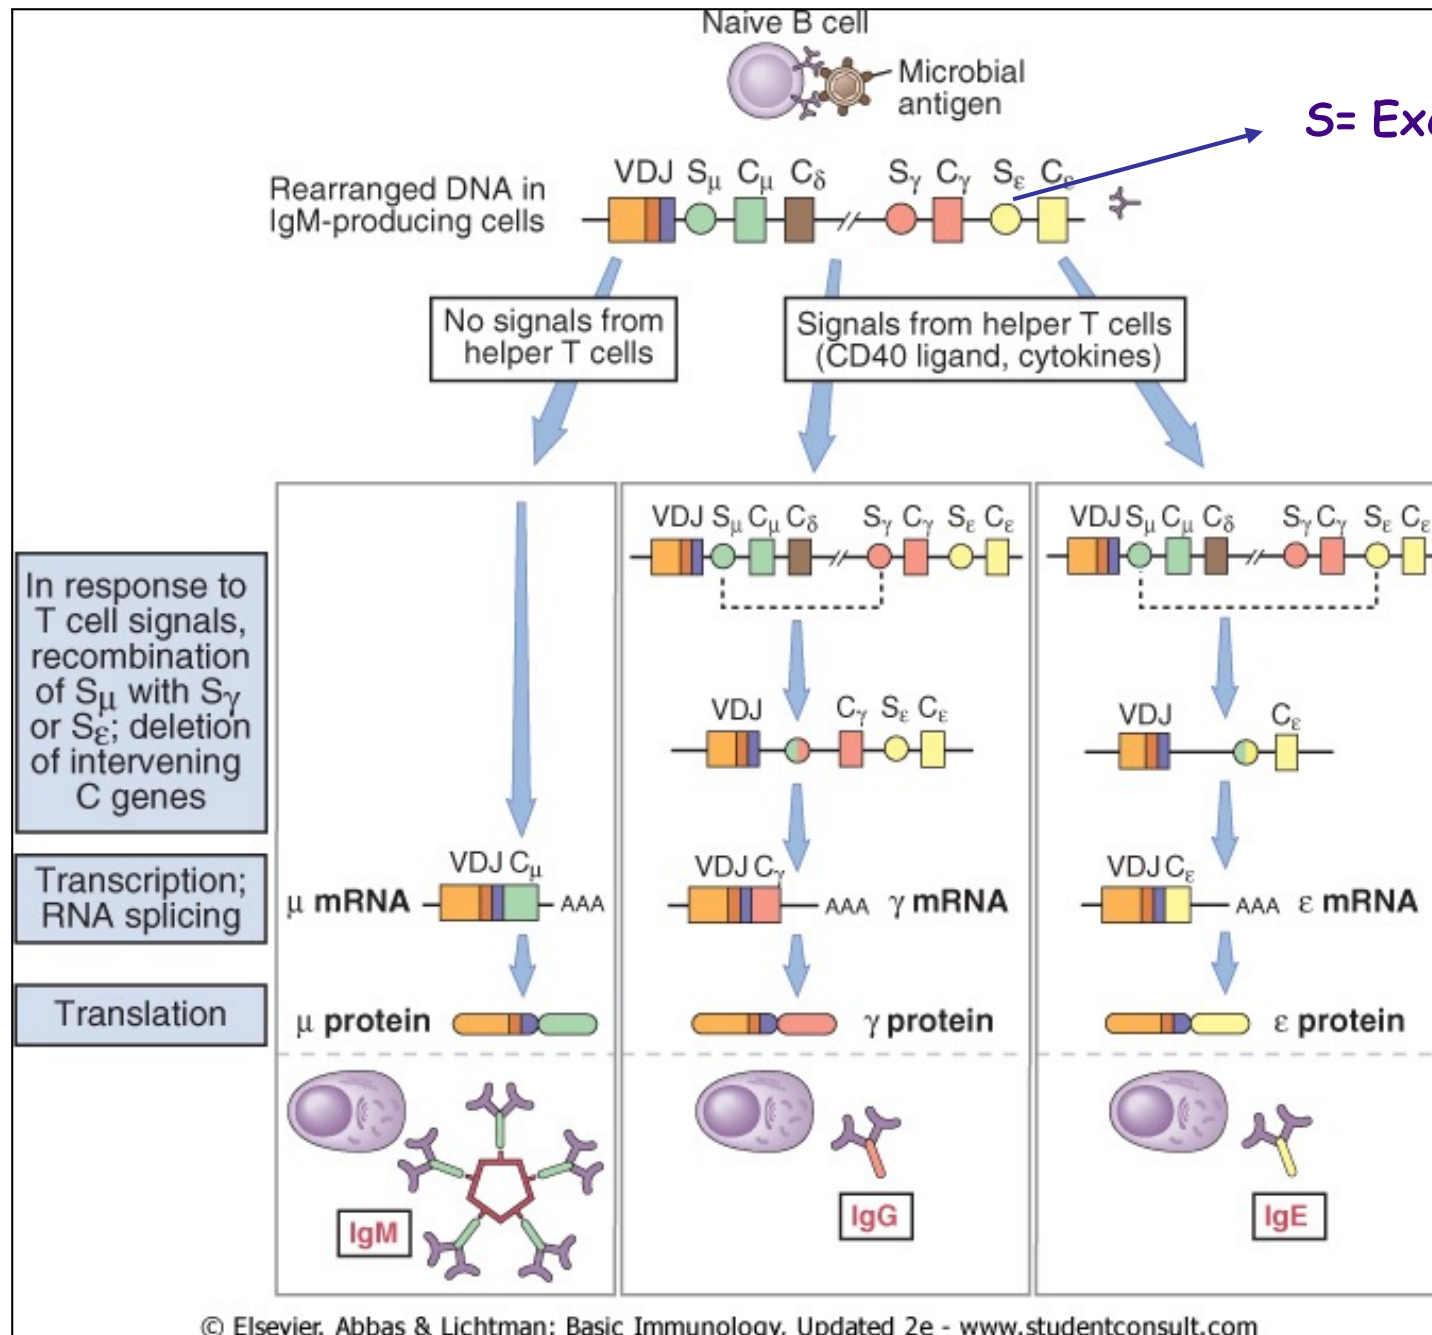 Naive B cell
Microbial
antigen
S=
VDJ Sμ Cμ Cδ Sγ Cγ Sε Cε
Rearranged DNA in
IgM-producing cells
No signals from
helper T cells
Signals from helper T cells
(CD40 ligand, cytokines)
VDJ Sμ Cμ Cδ Sγ Cγ Sε Cε
VDJ Sμ Cμ Cδ Sγ Cγ Sε Cε
In response to
T cell signals,
recombination
of Sμ with Sγ
or Sε; deletion
of intervening
C genes
VDJ Cγ Sε Cε
VDJ Cε
Transcription;
RNA splicing
VDJ Cμ
μ mRNA AAA
VDJ Cγ
AAA γ mRNA
VDJ Cε
AAA ε mRNA
Translation
μ protein
γ protein
ε protein
IgM
IgG
IgE
© Elsevier. Abbas & Lichtman: Basic Immunology, Updated 2e - www.studentconsult.com